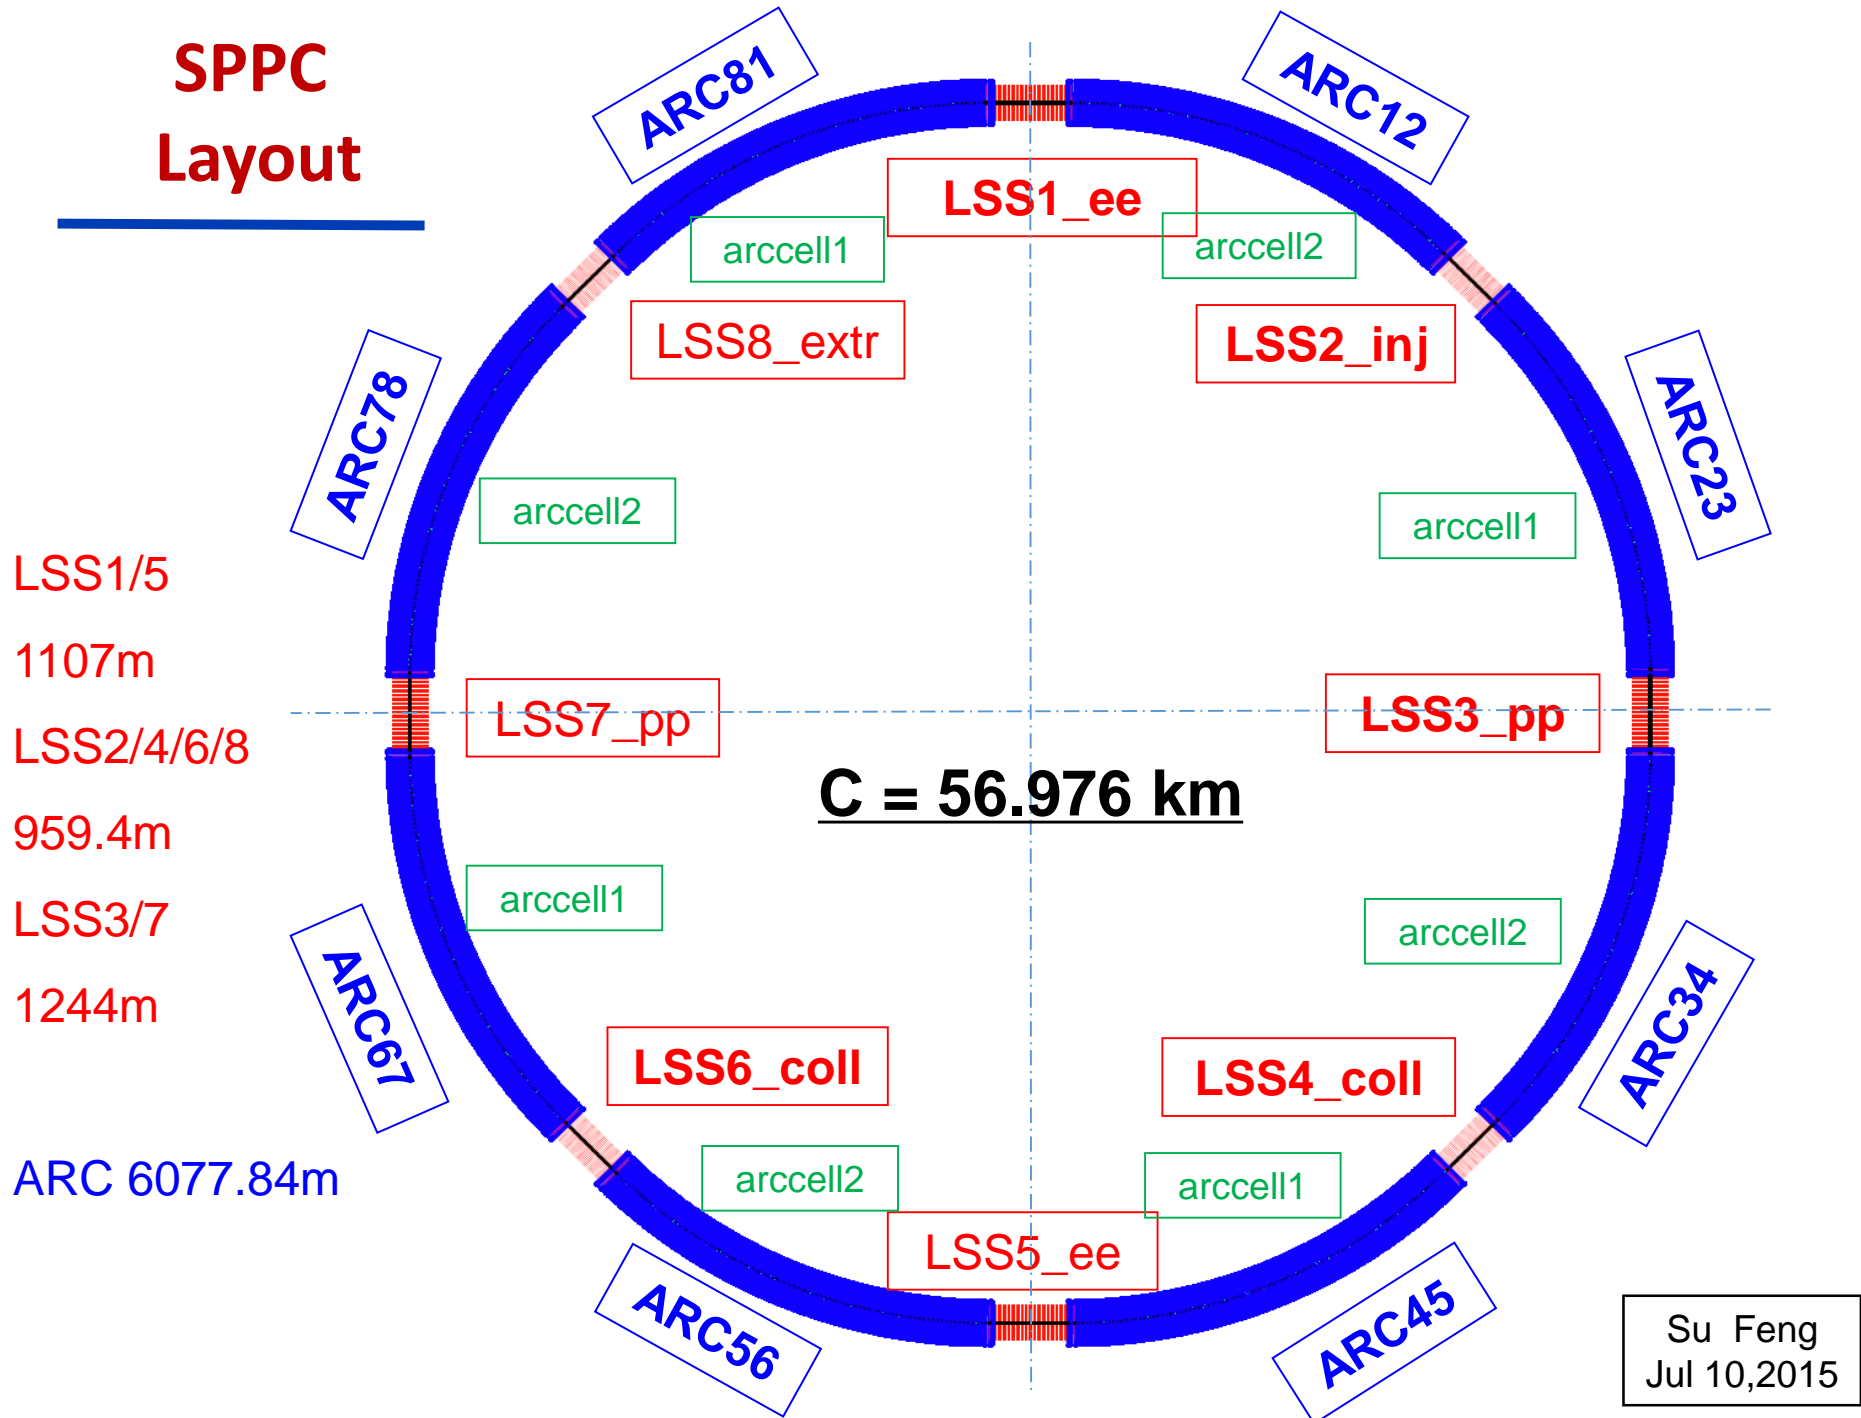 SPPC
Layout
ARC81
ARC12
LSS1_ee
arccell1
arccell2
LSS8_extr
LSS2_inj
ARC78
ARC23
arccell2
arccell1
LSS1/5
1107m
LSS7_pp
LSS3_pp
LSS2/4/6/8
C = 56.976 km
959.4m
arccell1
LSS3/7
arccell2
1244m
ARC67
ARC34
LSS6_coll
LSS4_coll
ARC 6077.84m
arccell2
arccell1
LSS5_ee
ARC56
ARC45
Su Feng
Jul 10,2015